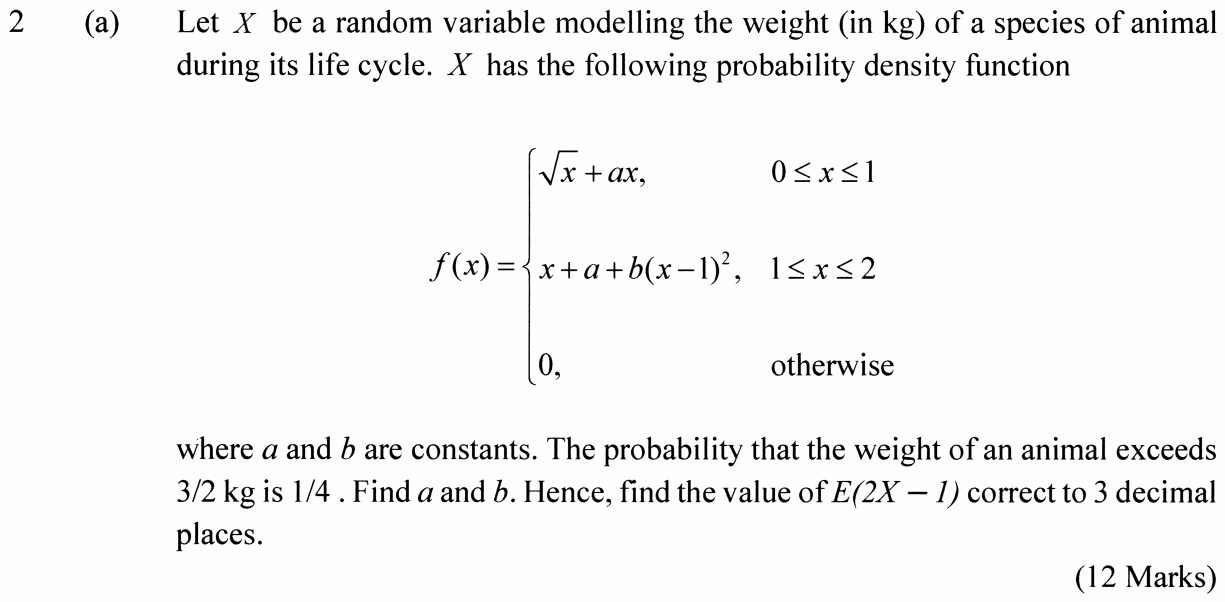 2 (a) Let X be a random variable modelling the weight (in kg) of a species of animal
during its life cycle. X has the following probability density function
√x + ax, 0 ≤ x ≤ 1
f(x) = { x + a + b(x − 1)², 1 ≤ x ≤ 2
0, otherwise
where a and b are constants. The probability that the weight of an animal exceeds
3/2 kg is 1/4 . Find a and b. Hence, find the value of E(2X – 1) correct to 3 decimal
places.
(12 Marks)